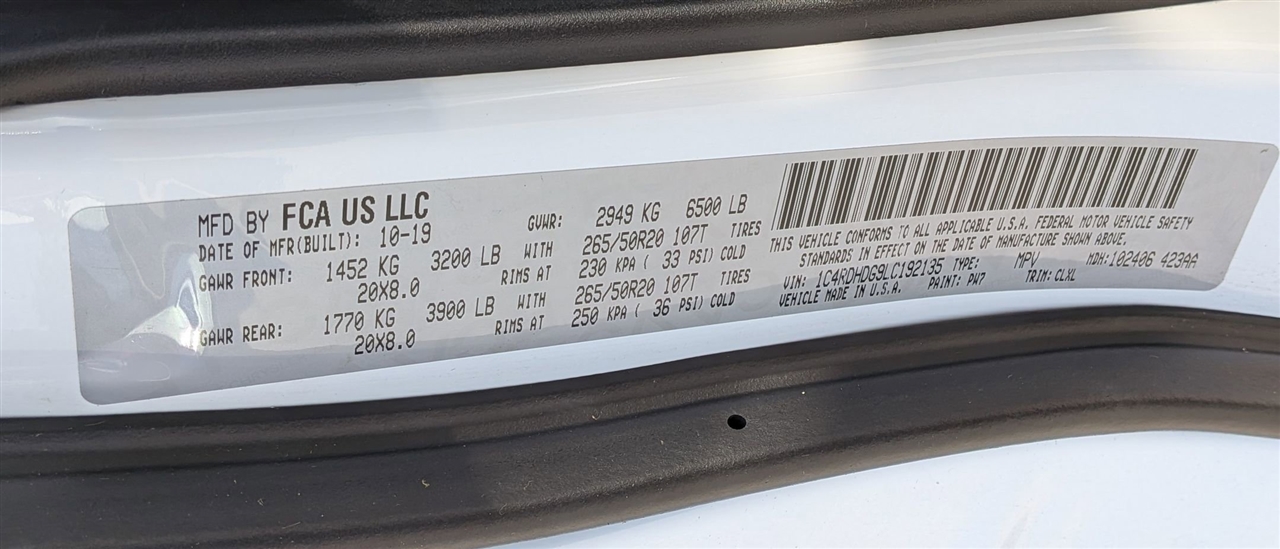 MFD BY FCA US LLC GVWR: 2949 KG 6500 LB
DATE OF MFR(BUILT): 10-19
GAWR FRONT: 1452 KG 3200 LB WITH 265/50R20 107T TIRES
20X8.0 RIMS AT 230 KPA ( 33 PSI) COLD
GAWR REAR: 1770 KG 3900 LB WITH 265/50R20 107T TIRES
20X8.0 RIMS AT 250 KPA ( 36 PSI) COLD
THIS VEHICLE CONFORMS TO ALL APPLICABLE U.S.A. FEDERAL MOTOR VEHICLE SAFETY
STANDARDS IN EFFECT ON THE DATE OF MANUFACTURE SHOWN ABOVE.
VIN: 1C4RDHDG9LC192135 TYPE: MPV MDH: 102406 423AA
VEHICLE MADE IN U.S.A. PAINT: PW7 TRIM: CLXL